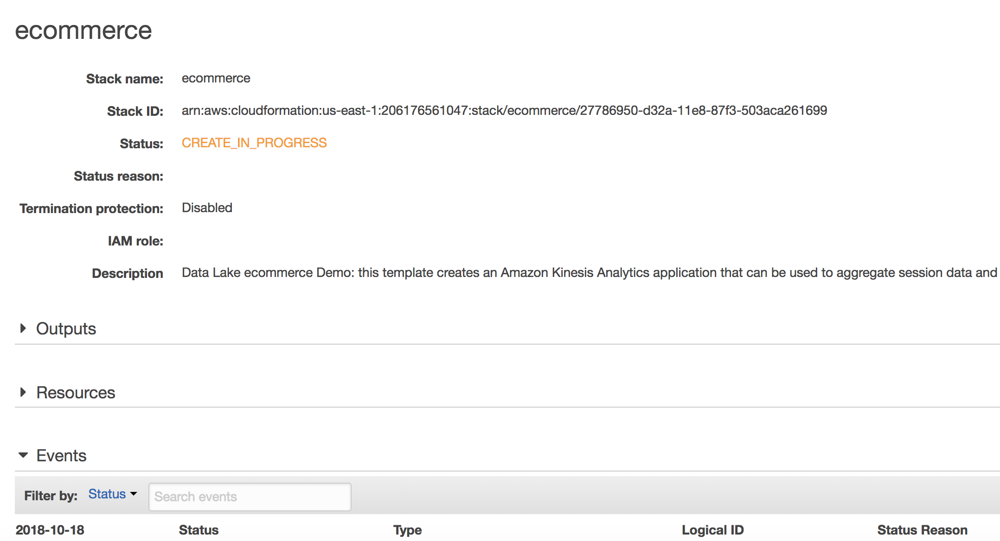 ecommerce
Stack name: ecommerce
Stack ID: arn:aws:cloudformation:us-east-1:206176561047:stack/ecommerce/27786950-d32a-11e8-87f3-503aca261699
Status: CREATE_IN_PROGRESS
Status reason:
Termination protection: Disabled
IAM role:
Description Data Lake ecommerce Demo: this template creates an Amazon Kinesis Analytics application that can be used to aggregate session data and
Outputs
Resources
Events
Filter by: Status Search events
2018-10-18 Status Type Logical ID Status Reason